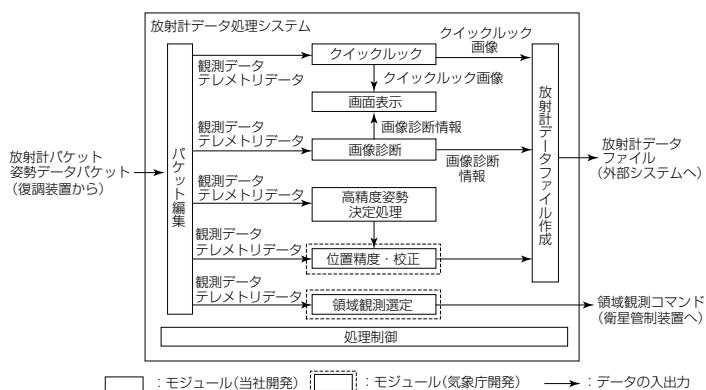 放射計データ処理システム
クイックルック
画像
クイックルック
観測データ
テレメトリデータ
クイックルック画像
画面表示
観測データ
テレメトリデータ
画像診断情報
画像診断
画像診断
情報
放射計パケット
姿勢データパケット
(復調装置から)
パケット編集
放射計データファイル作成
放射計データ
ファイル
(外部システムへ)
観測データ
テレメトリデータ
高精度姿勢
決定処理
観測データ
テレメトリデータ
位置精度・校正
観測データ
テレメトリデータ
領域観測選定
領域観測コマンド
(衛星管制装置へ)
処理制御
：モジュール(当社開発)
：モジュール(気象庁開発)
：データの入出力